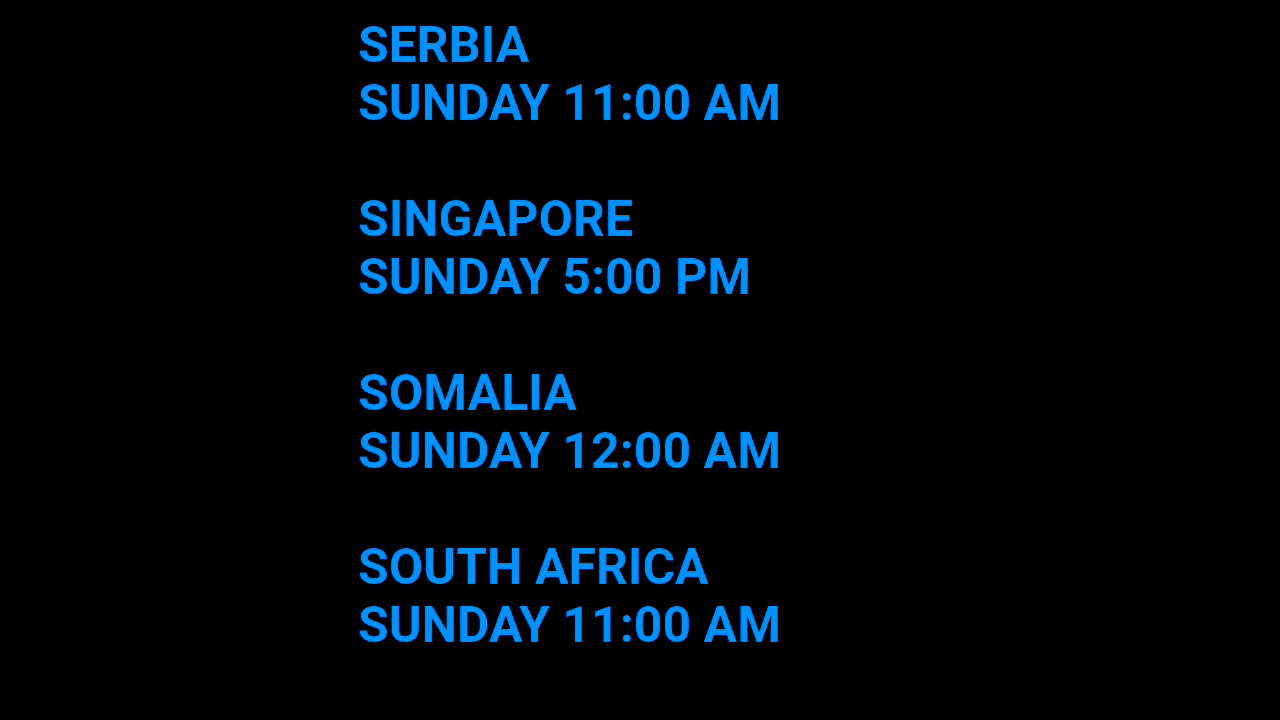 SERBIA
SUNDAY 11:00 AM
SINGAPORE
SUNDAY 5:00 PM
SOMALIA
SUNDAY 12:00 AM
SOUTH AFRICA
SUNDAY 11:00 AM